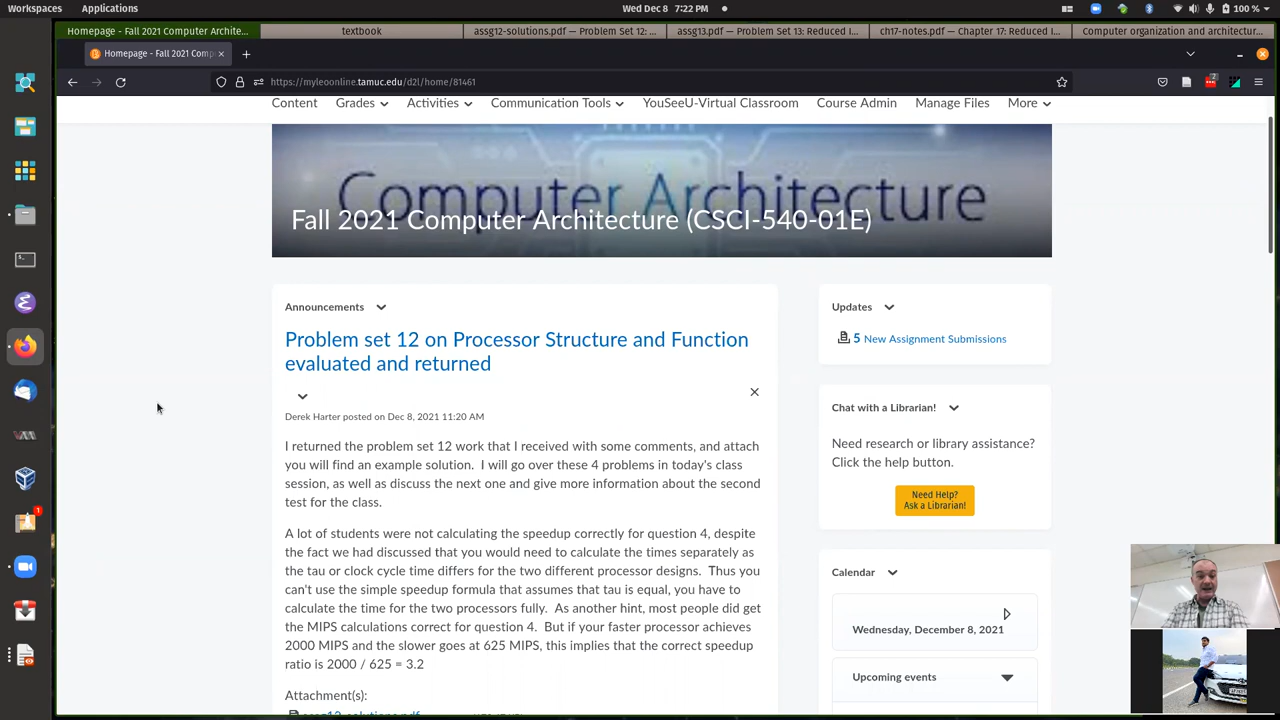 Workspaces Applications Wed Dec 8 7:22 PM 100 %
Homepage - Fall 2021 Computer Archite... textbook assg12-solutions.pdf — Problem Set 12: ... assg13.pdf — Problem Set 13: Reduced I... ch17-notes.pdf — Chapter 17: Reduced I... Computer organization and architectur...
Homepage - Fall 2021 Comp
https://myleoonline.tamuc.edu/d2l/home/81461
Content Grades Activities Communication Tools YouSeeU-Virtual Classroom Course Admin Manage Files More
Computer Architecture
Fall 2021 Computer Architecture (CSCI-540-01E)
Announcements
Problem set 12 on Processor Structure and Function
evaluated and returned
Derek Harter posted on Dec 8, 2021 11:20 AM
I returned the problem set 12 work that I received with some comments, and attach
you will find an example solution. I will go over these 4 problems in today's class
session, as well as discuss the next one and give more information about the second
test for the class.
A lot of students were not calculating the speedup correctly for question 4, despite
the fact we had discussed that you would need to calculate the times separately as
the tau or clock cycle time differs for the two different processor designs. Thus you
can't use the simple speedup formula that assumes that tau is equal, you have to
calculate the time for the two processors fully. As another hint, most people did get
the MIPS calculations correct for question 4. But if your faster processor achieves
2000 MIPS and the slower goes at 625 MIPS, this implies that the correct speedup
ratio is 2000 / 625 = 3.2
Attachment(s):
assg12-solutions.pdf
Updates
5 New Assignment Submissions
Chat with a Librarian!
Need research or library assistance?
Click the help button.
Need Help?
Ask a Librarian!
Calendar
Wednesday, December 8, 2021
Upcoming events